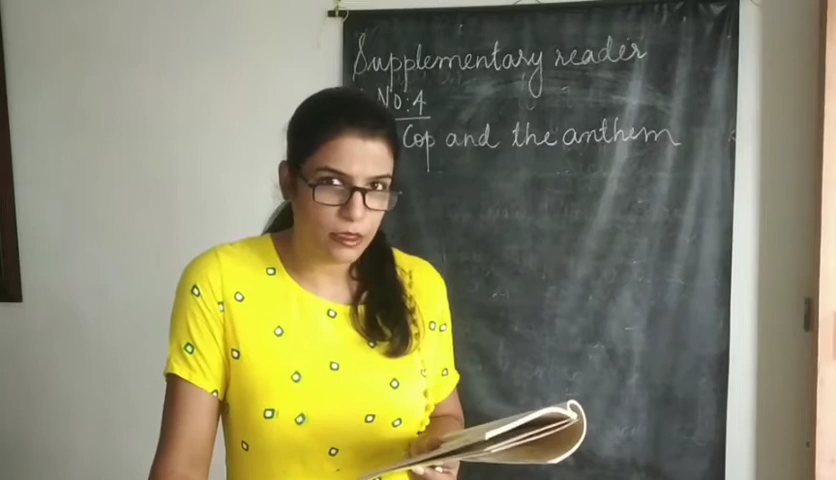 Supplementary reader
No:4
Cop and the anthem